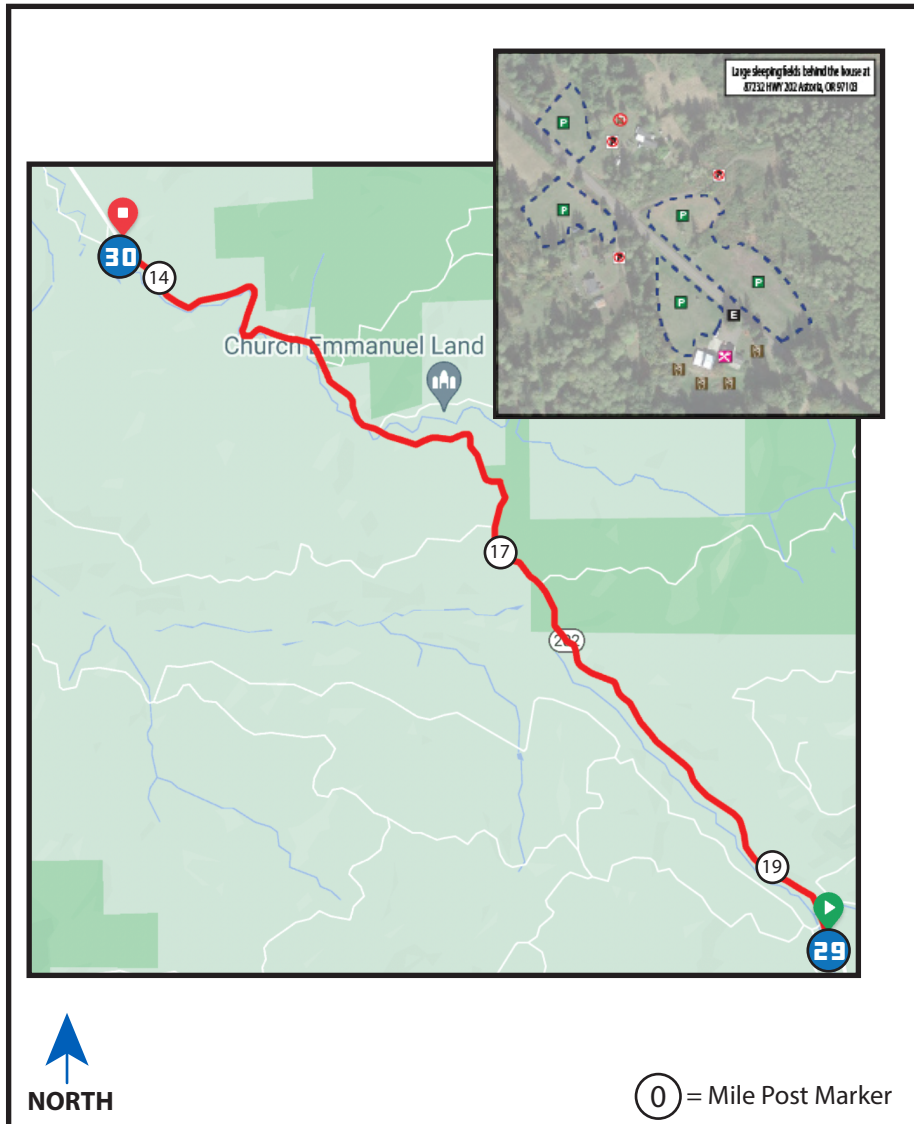 Large sleeping fields behind the house at
87232 HWY 202 Astoria, OR 97103
P
P
P
P
P
E
30
14
Church Emmanuel Land
17
202
19
29
NORTH
0 = Mile Post Marker